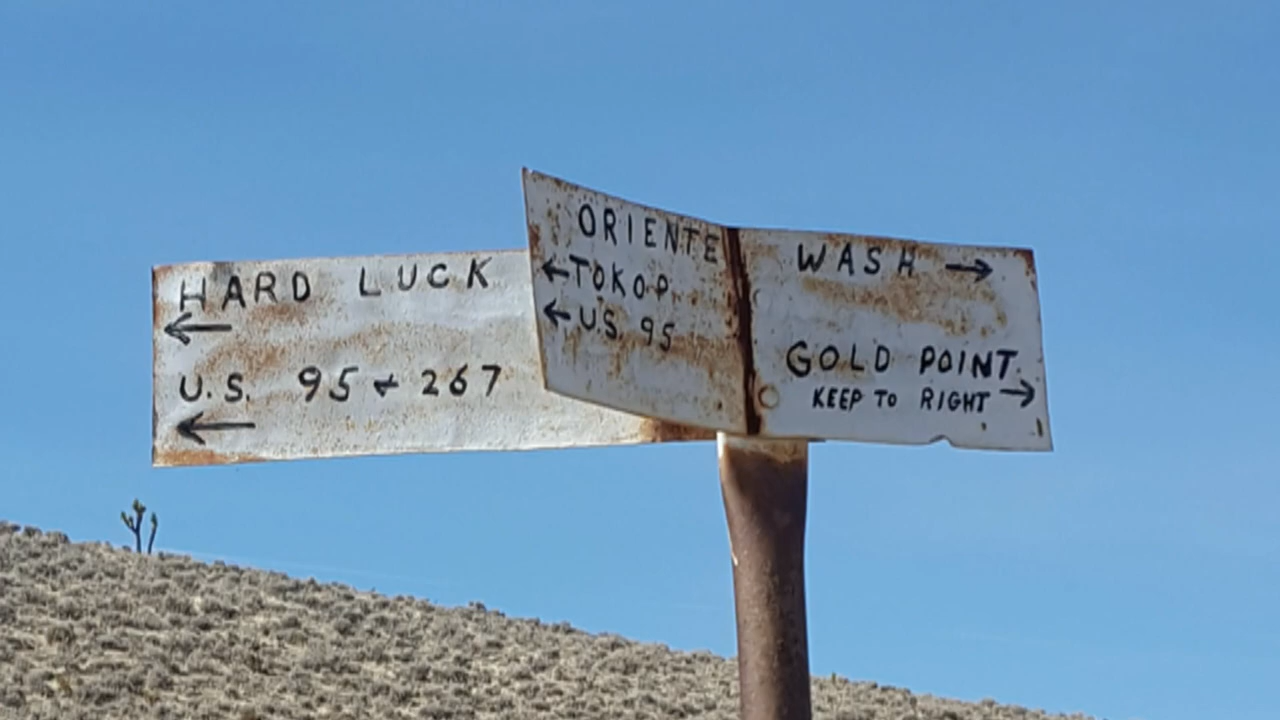 HARD LUCK
←
U.S. 95 & 267
←
ORIENTE
←TOKOP
←U.S. 95
WASH →
GOLD POINT
KEEP TO RIGHT →